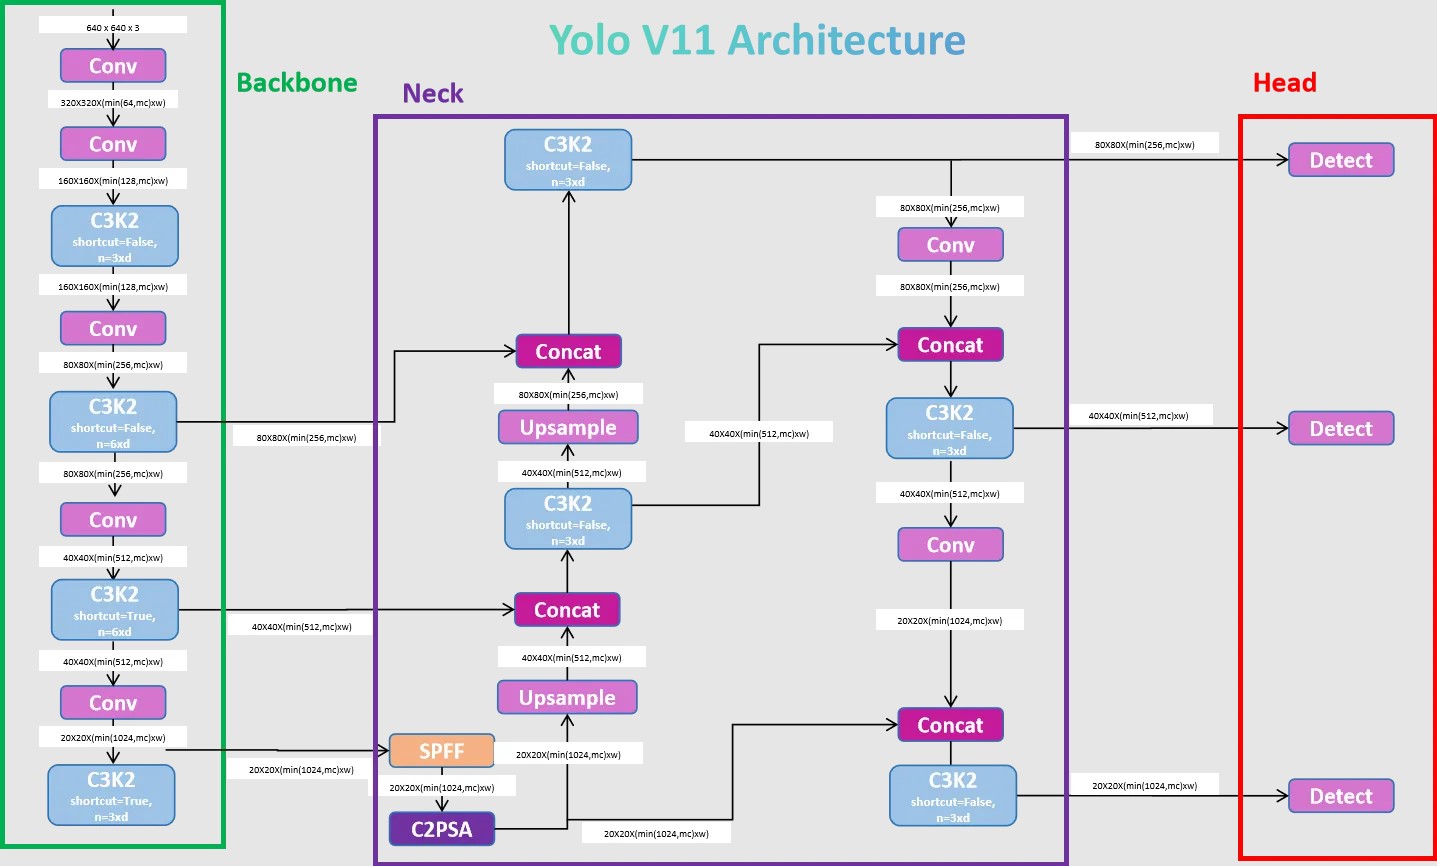 Yolo V11 Architecture
Backbone
640 x 640 x 3
Conv
320X320X(min(64,mc)xw)
Conv
160X160X(min(128,mc)xw)
C3K2
shortcut=False,
n=3xd
160X160X(min(128,mc)xw)
Conv
80X80X(min(256,mc)xw)
C3K2
shortcut=False,
n=6xd
80X80X(min(256,mc)xw)
80X80X(min(256,mc)xw)
Conv
40X40X(min(512,mc)xw)
C3K2
shortcut=True,
n=6xd
40X40X(min(512,mc)xw)
40X40X(min(512,mc)xw)
Conv
20X20X(min(1024,mc)xw)
20X20X(min(1024,mc)xw)
C3K2
shortcut=True,
n=3xd
Neck
C3K2
shortcut=False,
n=3xd
Concat
80X80X(min(256,mc)xw)
Upsample
40X40X(min(512,mc)xw)
C3K2
shortcut=False,
n=3xd
Concat
40X40X(min(512,mc)xw)
Upsample
SPFF
20X20X(min(1024,mc)xw)
20X20X(min(1024,mc)xw)
C2PSA
20X20X(min(1024,mc)xw)
40X40X(min(512,mc)xw)
80X80X(min(256,mc)xw)
Conv
80X80X(min(256,mc)xw)
Concat
C3K2
shortcut=False,
n=3xd
40X40X(min(512,mc)xw)
Conv
20X20X(min(1024,mc)xw)
Concat
C3K2
shortcut=False,
n=3xd
Head
80X80X(min(256,mc)xw)
Detect
40X40X(min(512,mc)xw)
Detect
20X20X(min(1024,mc)xw)
Detect